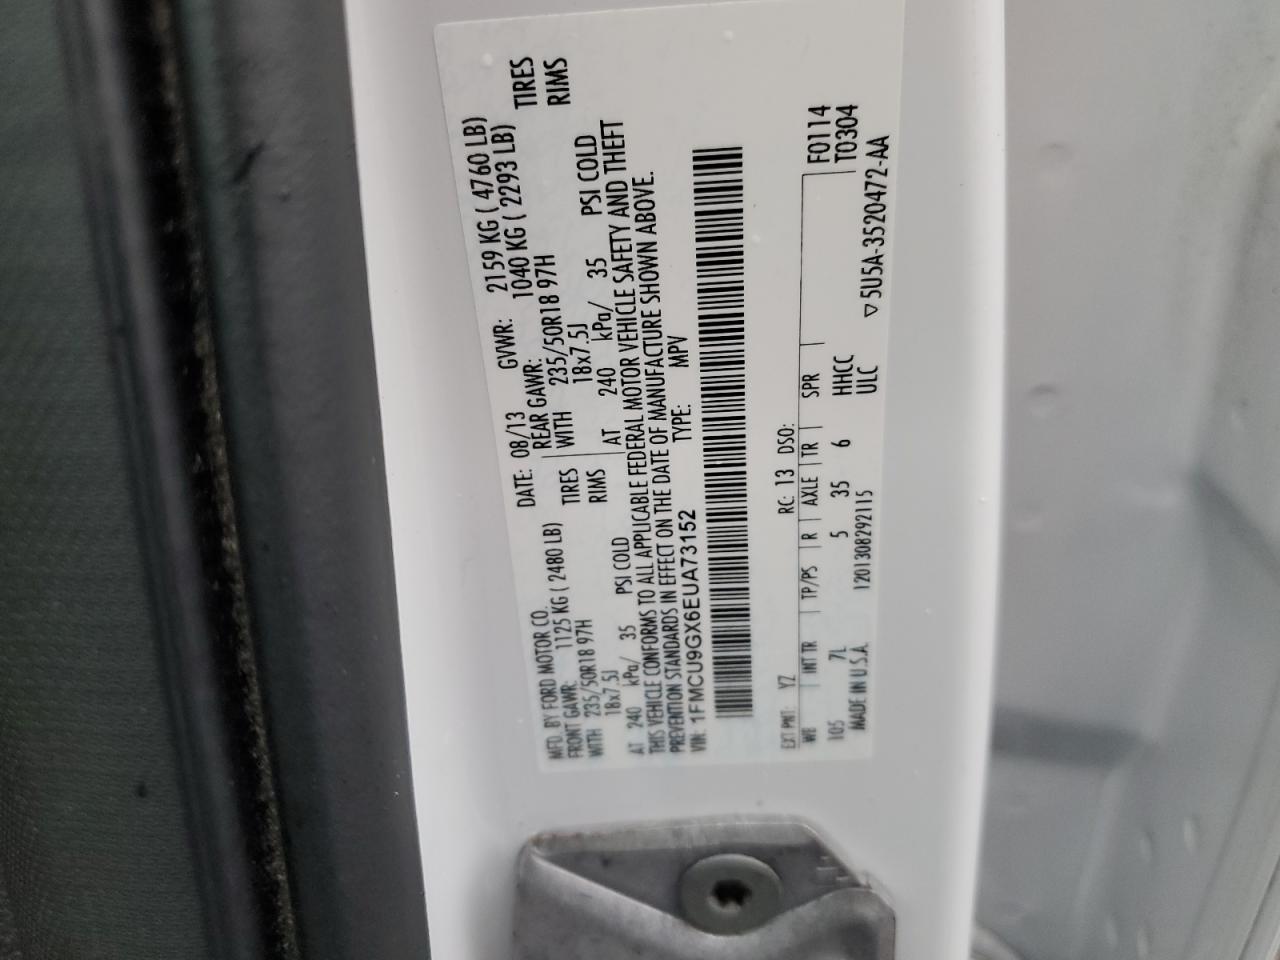 MFD. BY FORD MOTOR CO. DATE: 08/13 GVWR: 2159 KG ( 4760 LB)
FRONT GAWR: 1125 KG ( 2480 LB) REAR GAWR: 1040 KG ( 2293 LB)
WITH 235/50R18 97H TIRES WITH 235/50R18 97H TIRES
18x7.5J RIMS 18x7.5J RIMS
AT 240 kPa/ 35 PSI COLD AT 240 kPa/ 35 PSI COLD
THIS VEHICLE CONFORMS TO ALL APPLICABLE FEDERAL MOTOR VEHICLE SAFETY AND THEFT
PREVENTION STANDARDS IN EFFECT ON THE DATE OF MANUFACTURE SHOWN ABOVE.
VIN: 1FMCU9GX6EUA73152 TYPE: MPV
EXT PNT: YZ RC: 13 DSO: F0114
WB INT TR TP/PS R AXLE TR SPR T0304
105 7L 5 35 6 HHCC
MADE IN U.S.A. 1201308292115 ULC ▽5U5A-3520472-AA